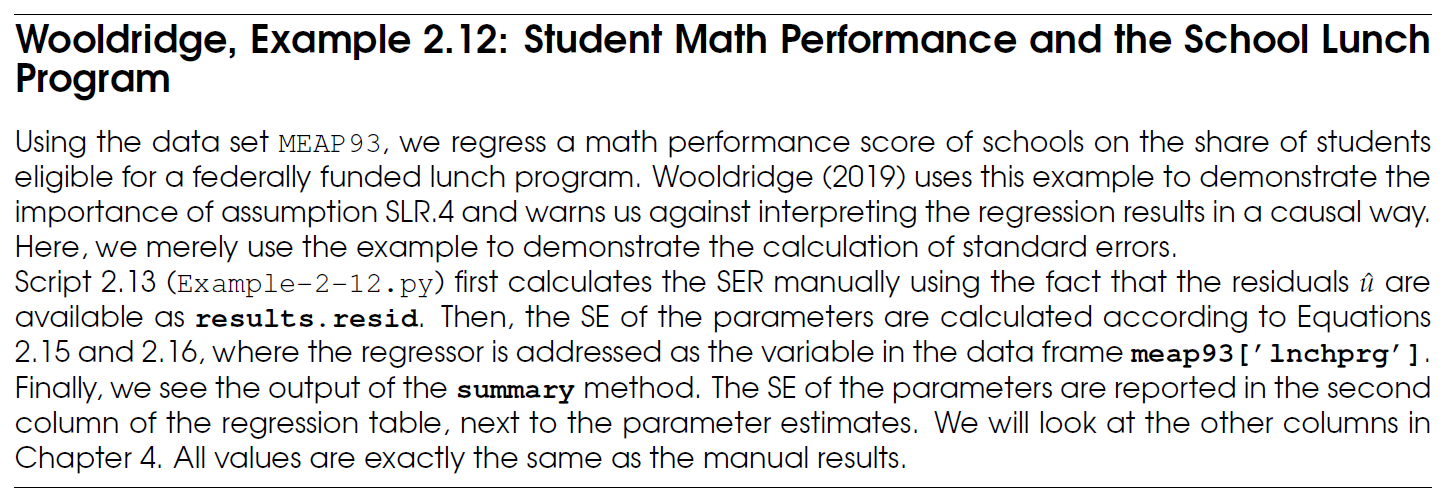 Wooldridge, Example 2.12: Student Math Performance and the School Lunch
Program
Using the data set MEAP93, we regress a math performance score of schools on the share of students
eligible for a federally funded lunch program. Wooldridge (2019) uses this example to demonstrate the
importance of assumption SLR.4 and warns us against interpreting the regression results in a causal way.
Here, we merely use the example to demonstrate the calculation of standard errors.
Script 2.13 (Example-2-12.py) first calculates the SER manually using the fact that the residuals û are
available as results.resid. Then, the SE of the parameters are calculated according to Equations
2.15 and 2.16, where the regressor is addressed as the variable in the data frame meap93['lnchprg'].
Finally, we see the output of the summary method. The SE of the parameters are reported in the second
column of the regression table, next to the parameter estimates. We will look at the other columns in
Chapter 4. All values are exactly the same as the manual results.